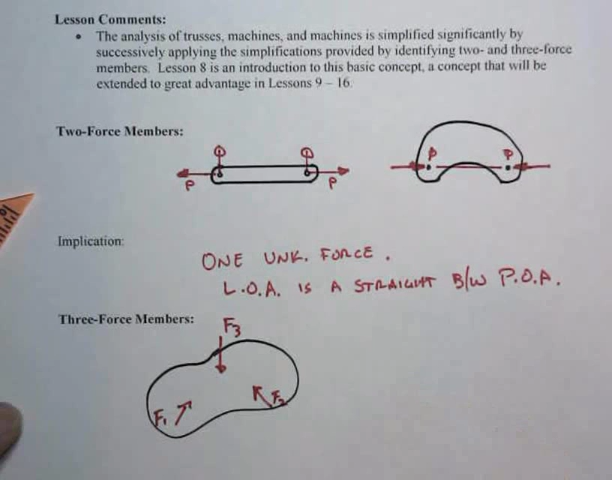 Lesson Comments:
• The analysis of trusses, machines, and machines is simplified significantly by
successively applying the simplifications provided by identifying two- and three-force
members. Lesson 8 is an introduction to this basic concept, a concept that will be
extended to great advantage in Lessons 9 – 16.
Two-Force Members:
① ①
P P
P P
Implication:
ONE UNK. FORCE.
L.O.A. IS A STRAIGHT B/W P.O.A.
Three-Force Members:
F3
F1 F2